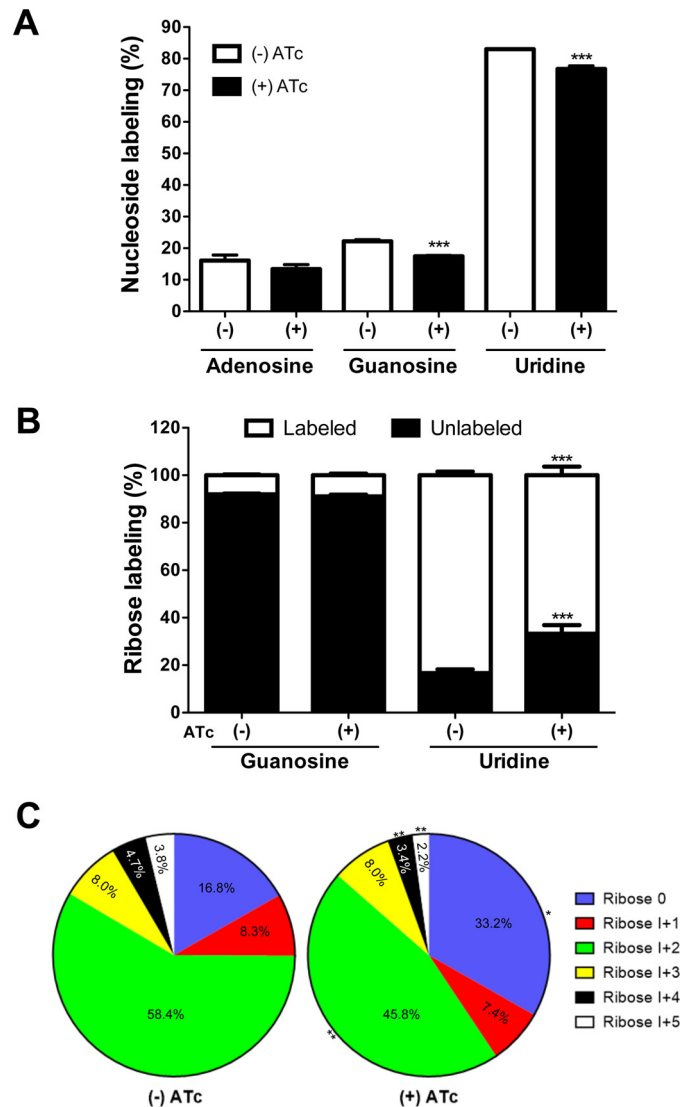 A
Nucleoside labeling (%)
90
80
70
60
50
40
30
20
10
0
(-) ATc
(+) ATc
***
***
(-) (+) (-) (+) (-) (+)
Adenosine Guanosine Uridine
B
Ribose labeling (%)
120
100
80
60
40
20
0
Labeled Unlabeled
***
***
ATc (-) (+) (-) (+)
Guanosine Uridine
C
16.8%
8.3%
58.4%
8.0%
4.7%
3.8%
(-) ATc
33.2%
*
7.4%
45.8%
**
8.0%
3.4%
**
2.2%
**
(+) ATc
Ribose 0
Ribose I+1
Ribose I+2
Ribose I+3
Ribose I+4
Ribose I+5